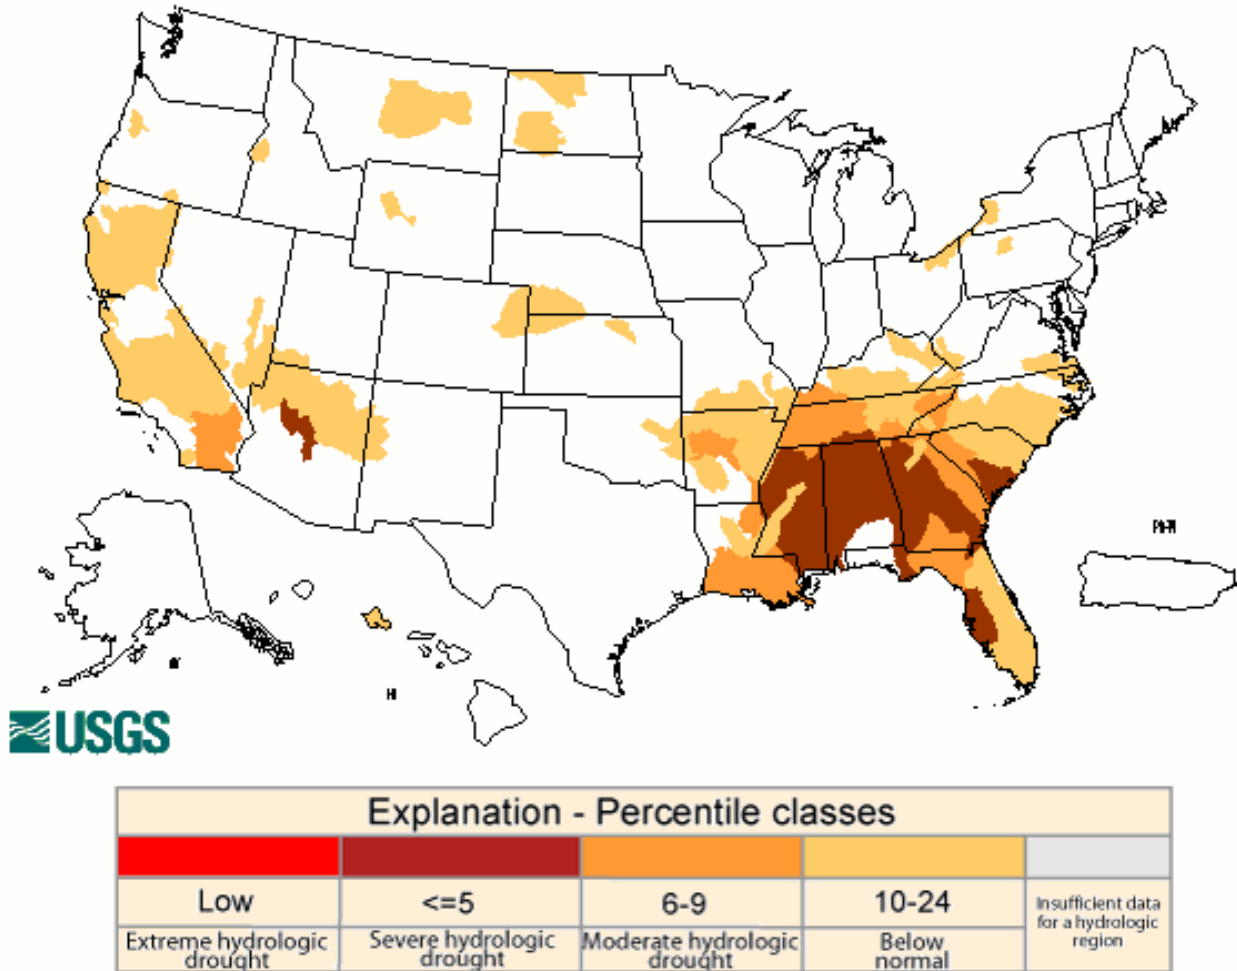 HI
USGS
Explanation - Percentile classes
Low
<=5
6-9
10-24
Insufficient data
for a hydrologic
region
Extreme hydrologic
drought
Severe hydrologic
drought
Moderate hydrologic
drought
Below
normal